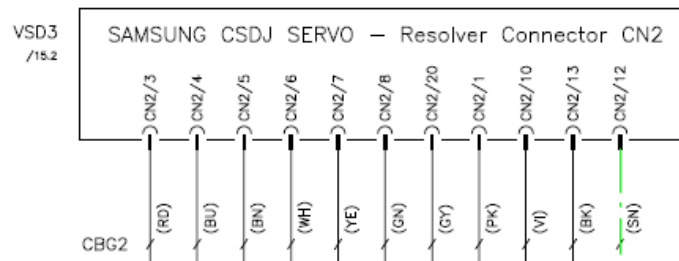 VSD3
/15.2
SAMSUNG CSDJ SERVO – Resolver Connector CN2
CN2/3
CN2/4
CN2/5
CN2/6
CN2/7
CN2/8
CN2/20
CN2/1
CN2/10
CN2/13
CN2/12
(RD)
(BU)
(BN)
(WH)
(YE)
(GN)
(GY)
(PK)
(VI)
(BK)
(SN)
CBG2